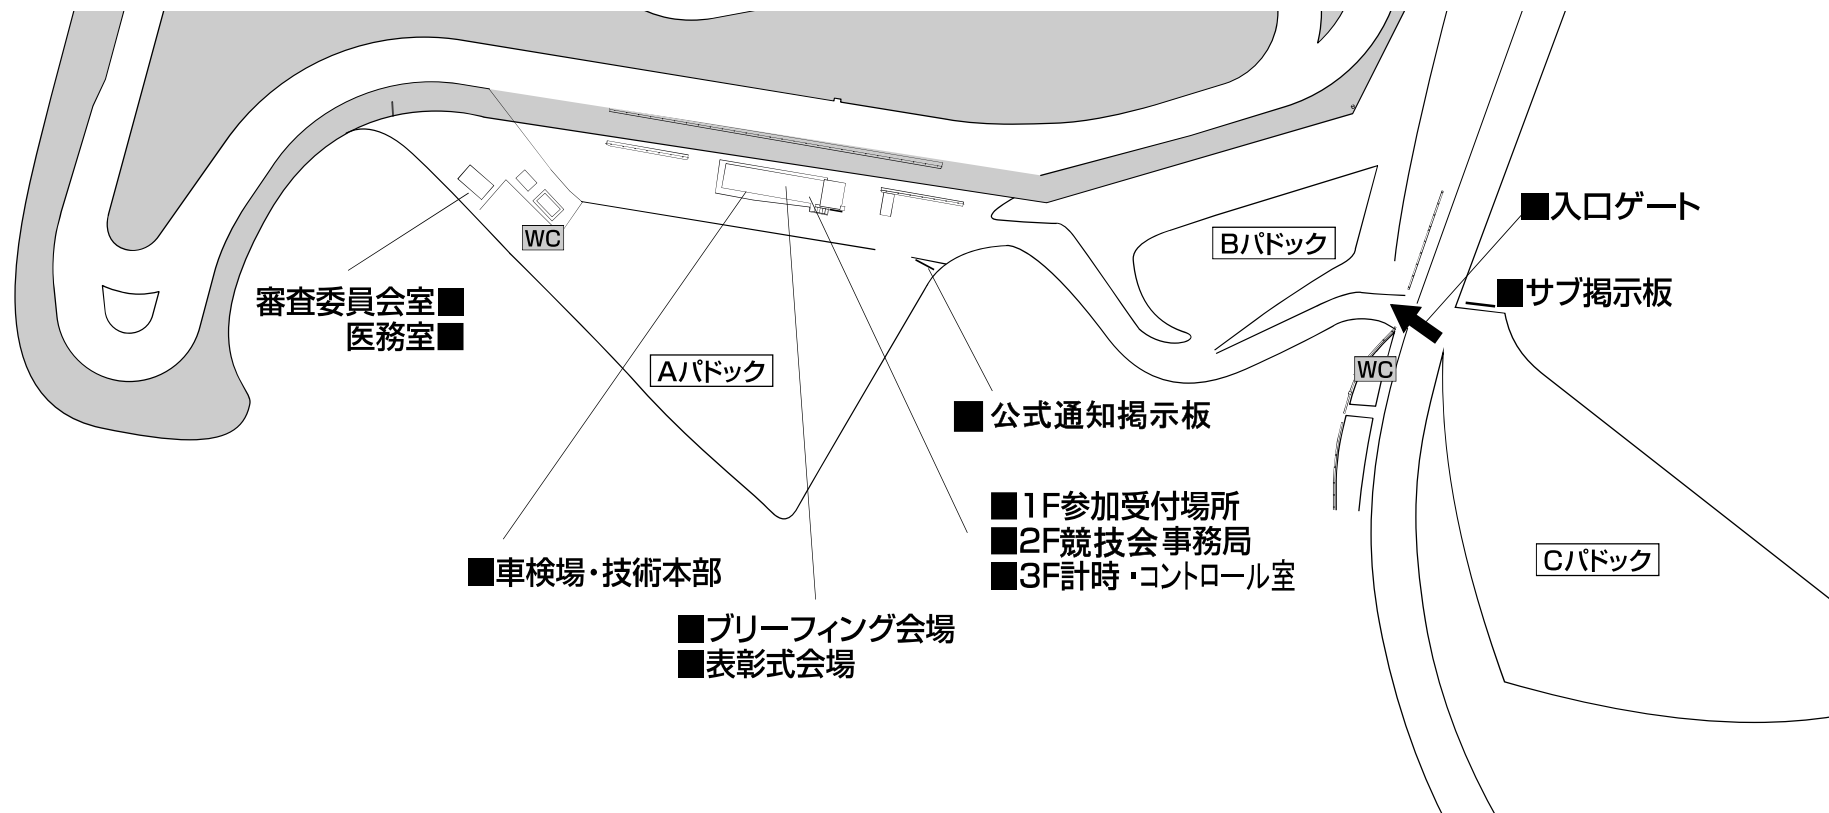 ■入口ゲート
WC
Bパドック
■サブ掲示板
審査委員会室■
医務室■
Aパドック
WC
■ 公式通知掲示板
■1F参加受付場所
■2F競技会事務局
■3F計時・コントロール室
Cパドック
■車検場・技術本部
■ブリーフィング会場
■表彰式会場